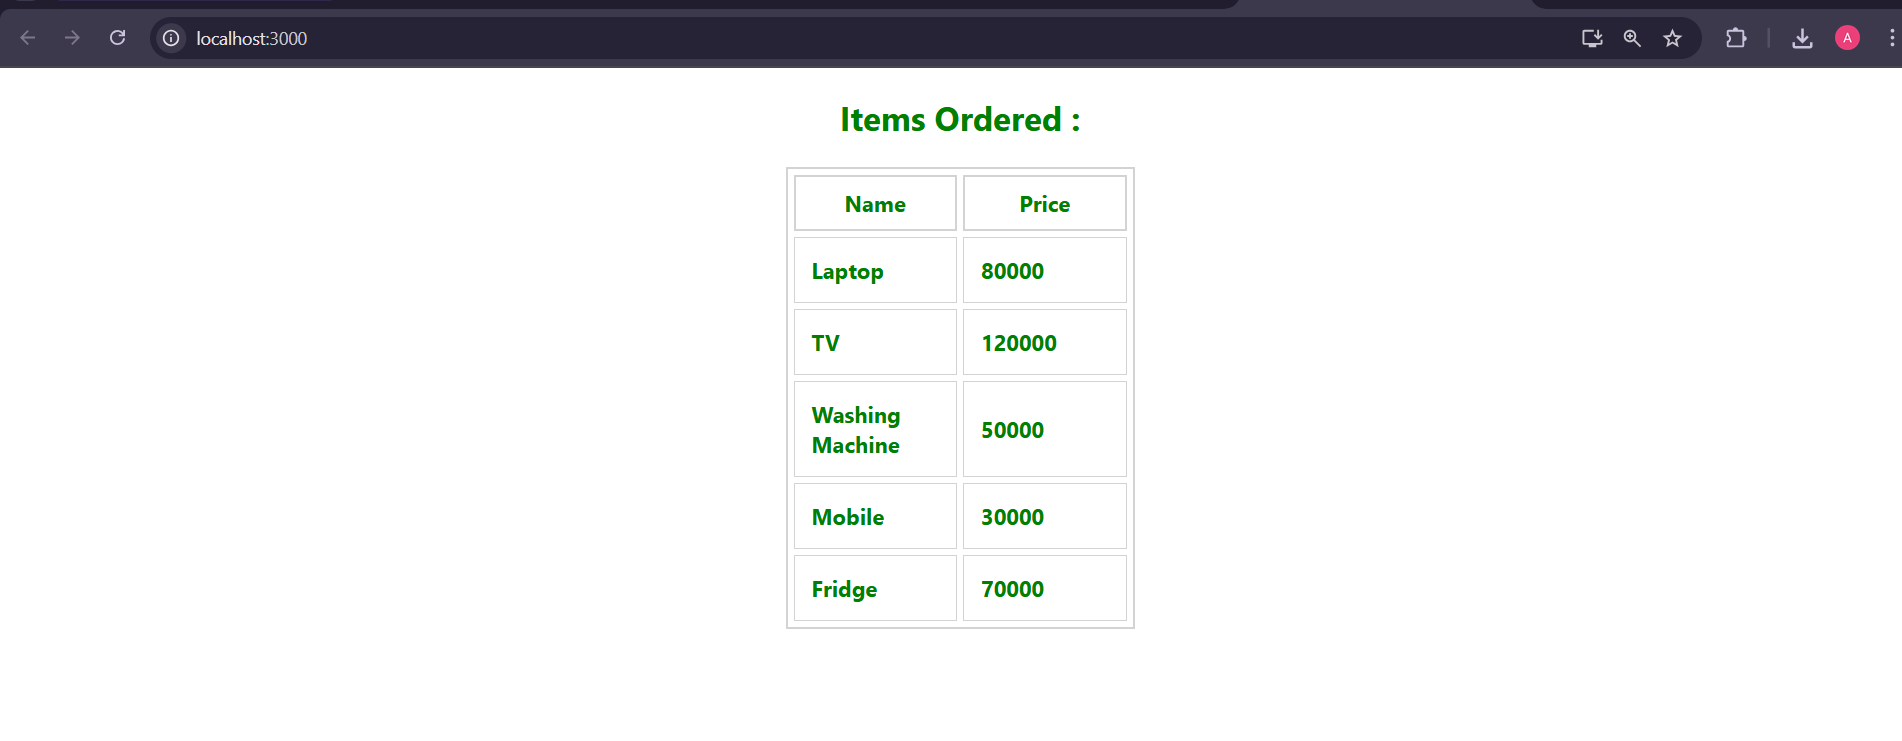 localhost:3000
A
Items Ordered :
Name Price
Laptop 80000
TV 120000
Washing
Machine 50000
Mobile 30000
Fridge 70000